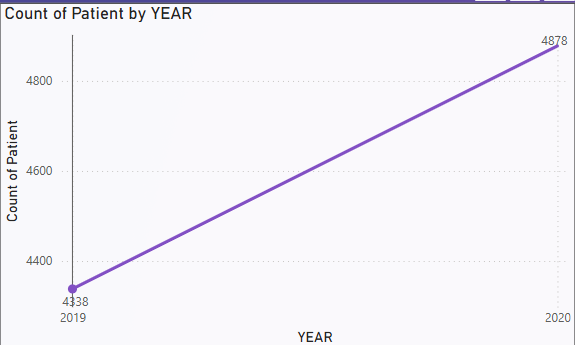 Count of Patient by YEAR
4878
4800
Count of Patient
4600
4400
4338
2019
2020
YEAR